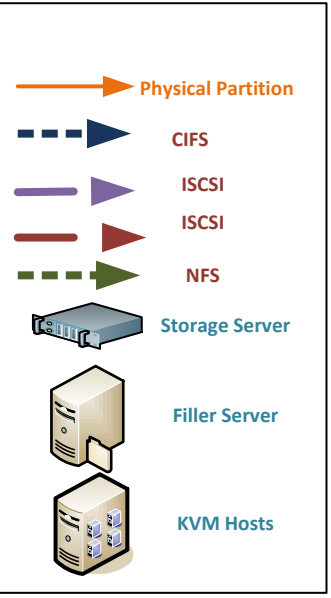 Physical Partition
CIFS
ISCSI
ISCSI
NFS
Storage Server
Filler Server
KVM Hosts